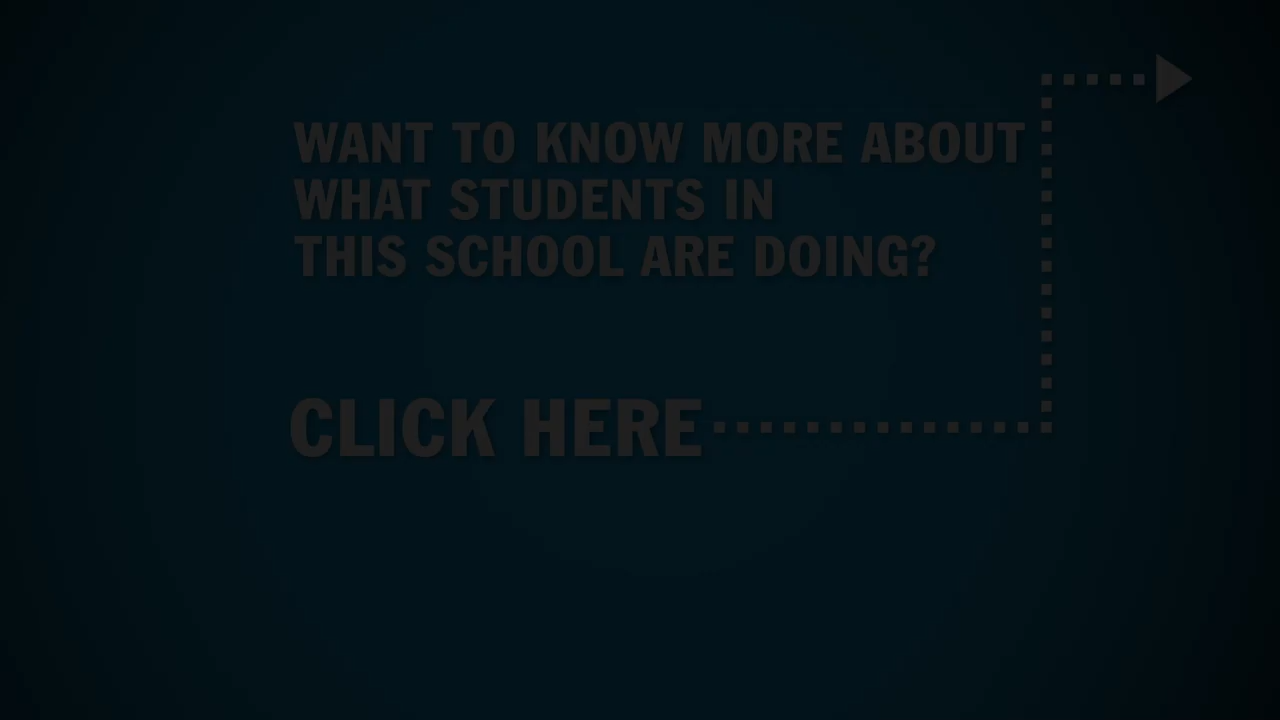 WANT TO KNOW MORE ABOUT
WHAT STUDENTS IN
THIS SCHOOL ARE DOING?
CLICK HERE